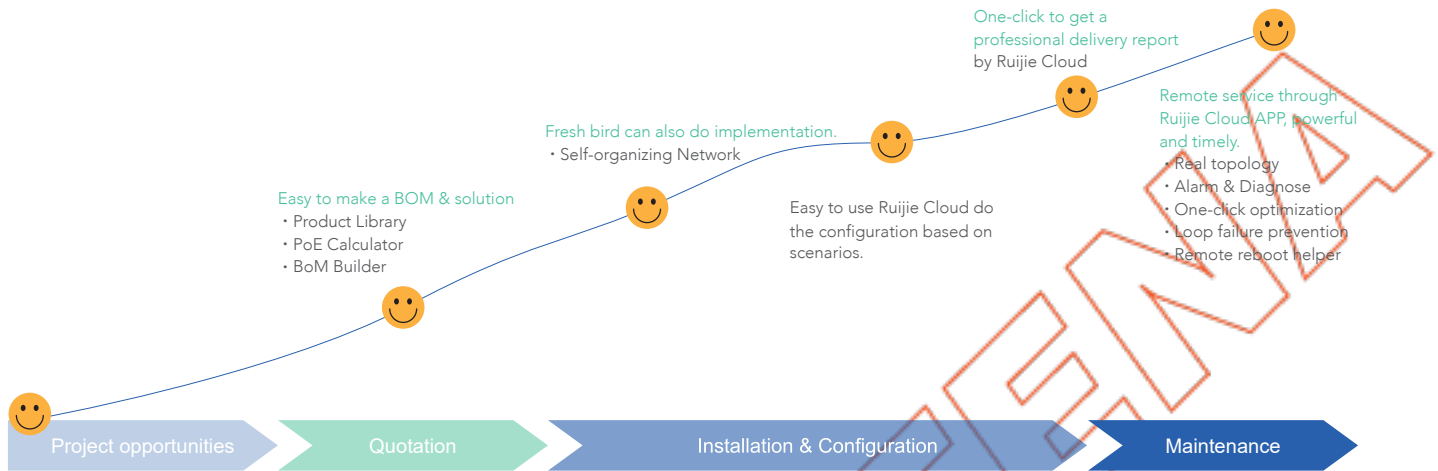 One-click to get a
professional delivery report
by Ruijie Cloud
Remote service through
Ruijie Cloud APP, powerful
and timely.
・Real topology
・Alarm & Diagnose
・One-click optimization
・Loop failure prevention
・Remote reboot helper
Fresh bird can also do implementation.
・Self-organizing Network
Easy to make a BOM & solution
・Product Library
・PoE Calculator
・BoM Builder
Easy to use Ruijie Cloud do
the configuration based on
scenarios.
Project opportunities
Quotation
Installation & Configuration
Maintenance